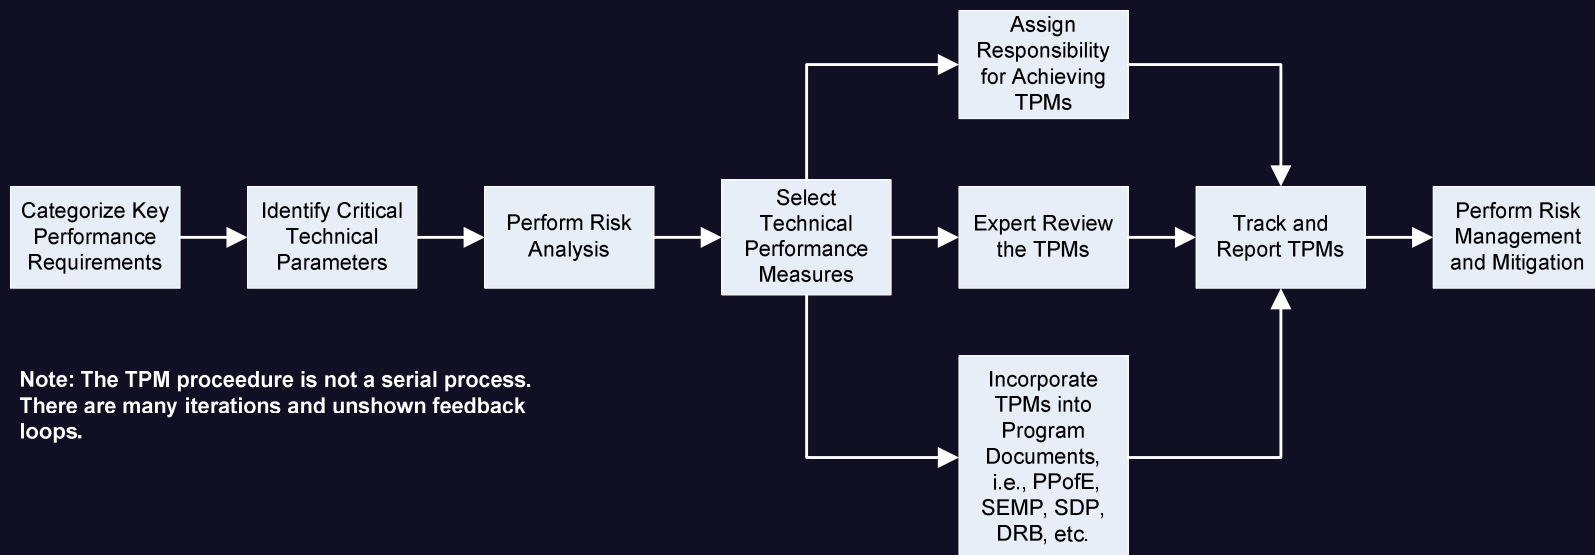 Assign
Responsibility
for Achieving
TPMs
Categorize Key
Performance
Requirements
Identify Critical
Technical
Parameters
Perform Risk
Analysis
Select
Technical
Performance
Measures
Expert Review
the TPMs
Track and
Report TPMs
Perform Risk
Management
and Mitigation
Note: The TPM proceedure is not a serial process.
There are many iterations and unshown feedback
loops.
Incorporate
TPMs into
Program
Documents,
i.e., PPofE,
SEMP, SDP,
DRB, etc.